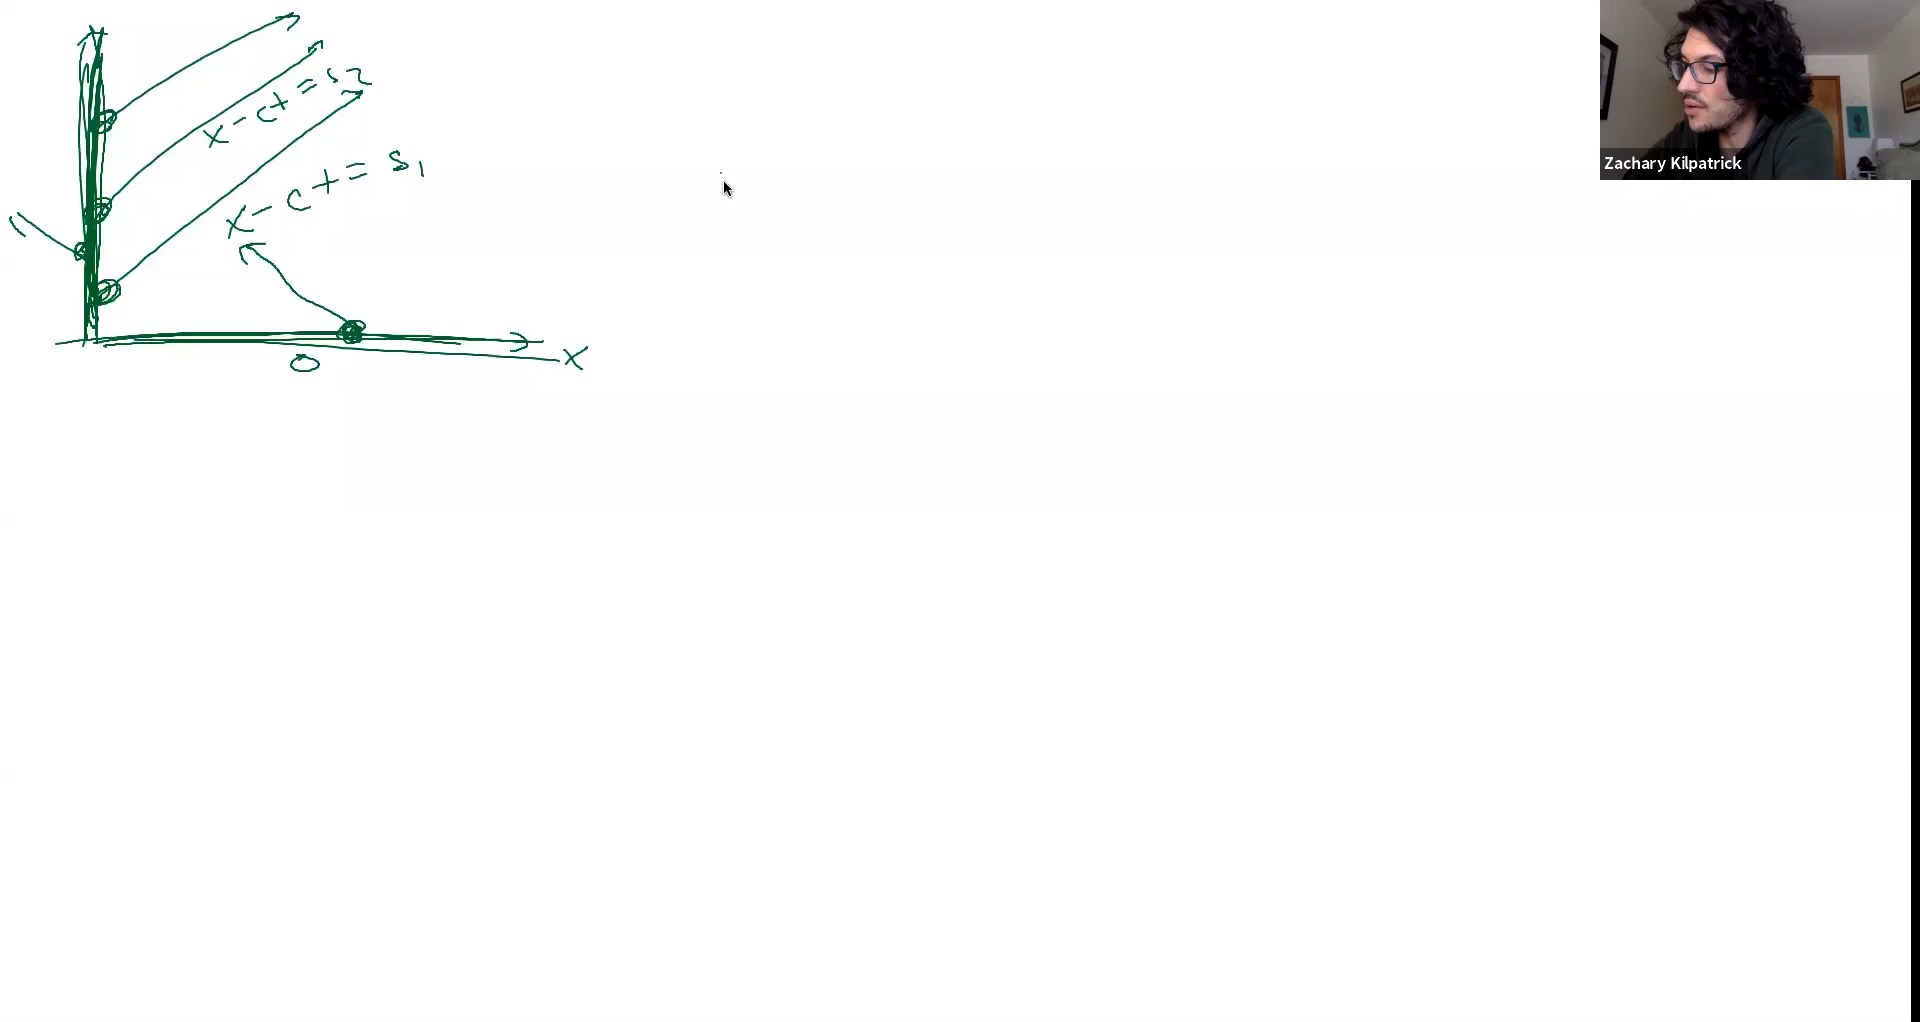 x - ct = s2
x - ct = s1
0
x
Zachary Kilpatrick